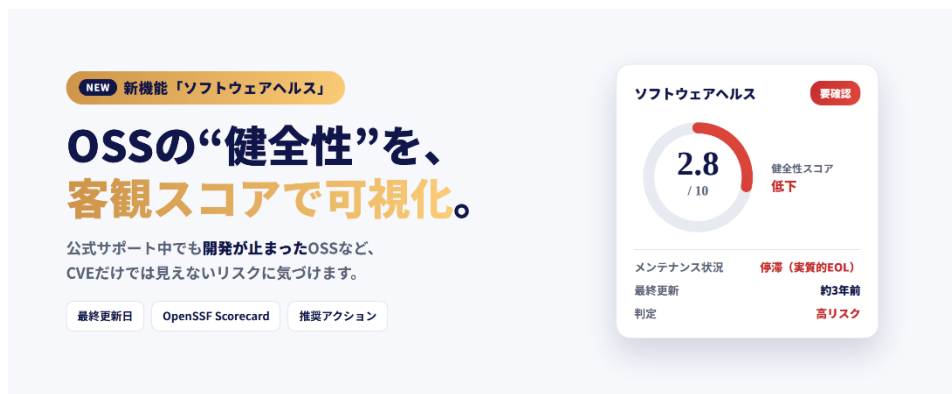 NEW 新機能「ソフトウェアヘルス」
OSSの“健全性”を、
客観スコアで可視化。
公式サポート中でも開発が止まったOSSなど、
CVEだけでは見えないリスクに気づけます。
最終更新日 OpenSSF Scorecard 推奨アクション
ソフトウェアヘルス 要確認
2.8
/ 10
健全性スコア
低下
メンテナンス状況 停滞（実質的EOL）
最終更新 約3年前
判定 高リスク